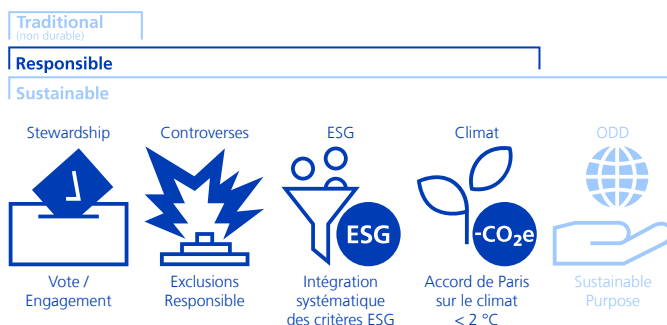 Traditional
(non durable)
Responsible
Sustainable
Stewardship
Controverses
ESG
Climat
ODD
ESG
-CO₂e
Vote /
Engagement
Exclusions
Responsible
Intégration
systématique
des critères ESG
Accord de Paris
sur le climat
< 2 °C
Sustainable
Purpose